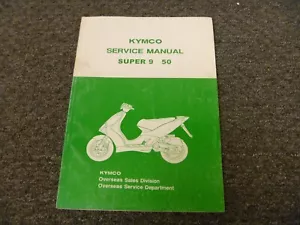 KYMCO
SERVICE MANUAL
SUPER 9 50
KYMCO
Overseas Sales Division
Overseas Service Department